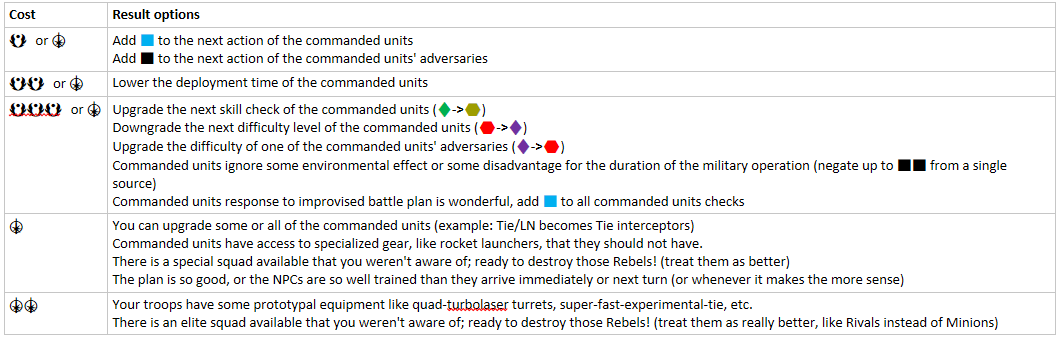 Cost Result options
or Add to the next action of the commanded units
Add to the next action of the commanded units' adversaries
or Lower the deployment time of the commanded units
or Upgrade the next skill check of the commanded units ( -> )
Downgrade the next difficulty level of the commanded units ( -> )
Upgrade the difficulty of one of the commanded units' adversaries ( -> )
Commanded units ignore some environmental effect or some disadvantage for the duration of the military operation (negate up to from a single
source)
Commanded units response to improvised battle plan is wonderful, add to all commanded units checks
You can upgrade some or all of the commanded units (example: Tie/LN becomes Tie interceptors)
Commanded units have access to specialized gear, like rocket launchers, that they should not have.
There is a special squad available that you weren't aware of; ready to destroy those Rebels! (treat them as better)
The plan is so good, or the NPCs are so well trained than they arrive immediately or next turn (or whenever it makes the more sense)
Your troops have some prototypal equipment like quad-turbolaser turrets, super-fast-experimental-tie, etc.
There is an elite squad available that you weren't aware of; ready to destroy those Rebels! (treat them as really better, like Rivals instead of Minions)